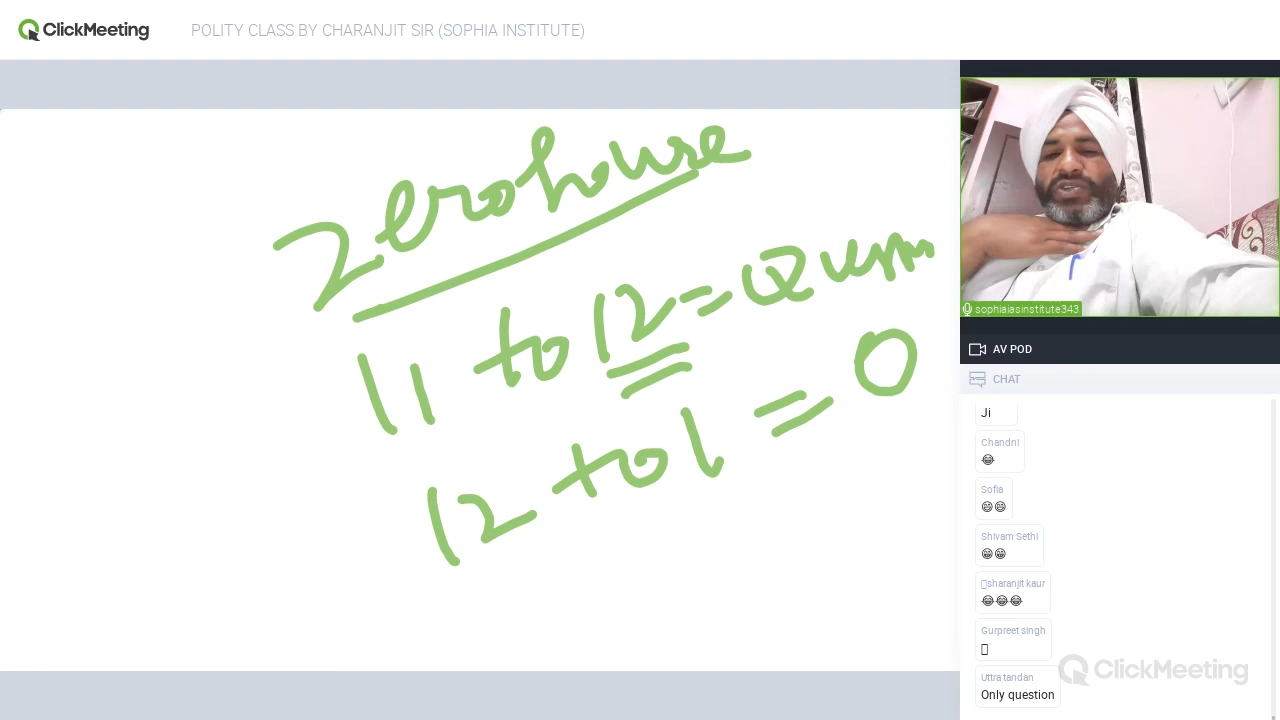 ClickMeeting
POLITY CLASS BY CHARANJIT SIR (SOPHIA INSTITUTE)
Zerohouse
11 to 12 =
12 to 1 = 0
sophiaiasinstitute343
AV POD
CHAT
Ji
Chandni
😂
Sofia
😄😄
Shivam Sethi
😁😁
sharanjit kaur
😂😂😂
Gurpreet singh
Uttra tandan
Only question
ClickMeeting